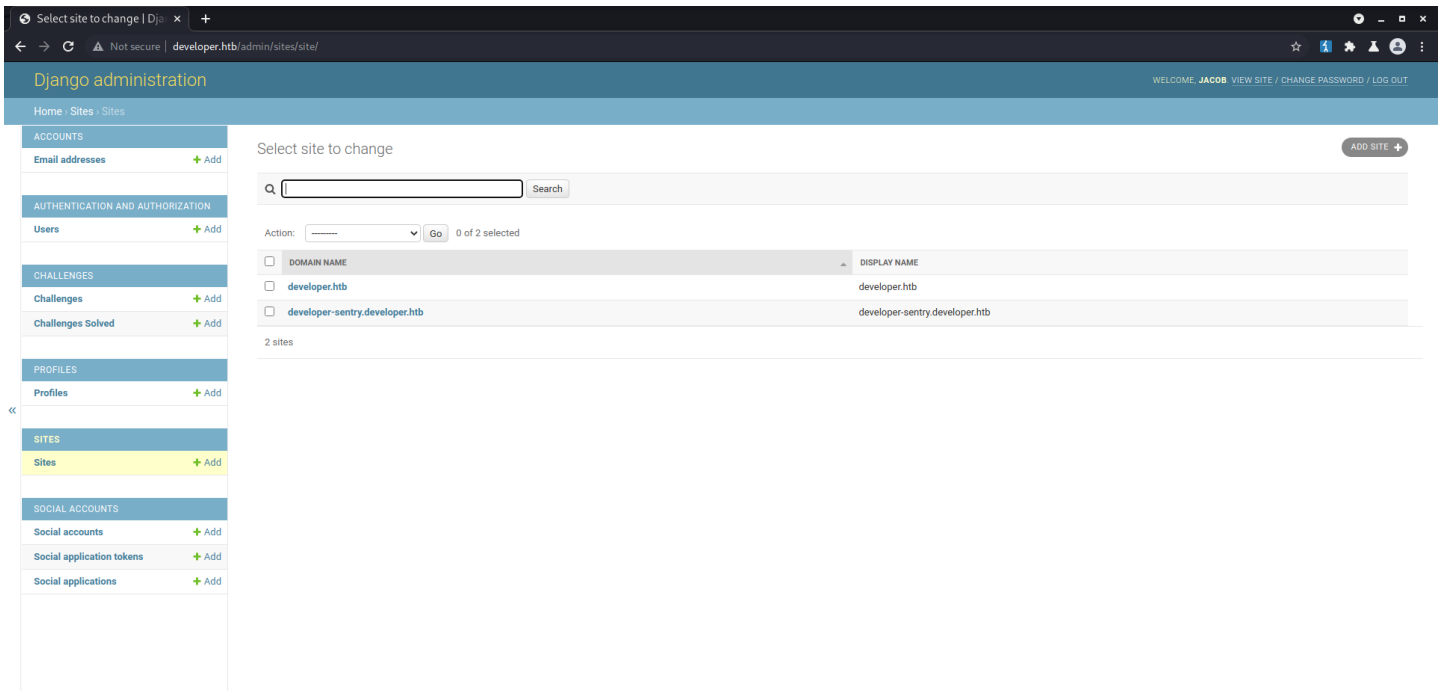 Select site to change | Dja
Not secure | developer.htb/admin/sites/site/
Django administration
WELCOME, JACOB. VIEW SITE / CHANGE PASSWORD / LOG OUT
Home › Sites › Sites
ACCOUNTS
Email addresses + Add
AUTHENTICATION AND AUTHORIZATION
Users + Add
CHALLENGES
Challenges + Add
Challenges Solved + Add
PROFILES
Profiles + Add
«
SITES
Sites + Add
SOCIAL ACCOUNTS
Social accounts + Add
Social application tokens + Add
Social applications + Add
Select site to change
ADD SITE +
Search
Action: --------- Go 0 of 2 selected
DOMAIN NAME DISPLAY NAME
developer.htb developer.htb
developer-sentry.developer.htb developer-sentry.developer.htb
2 sites